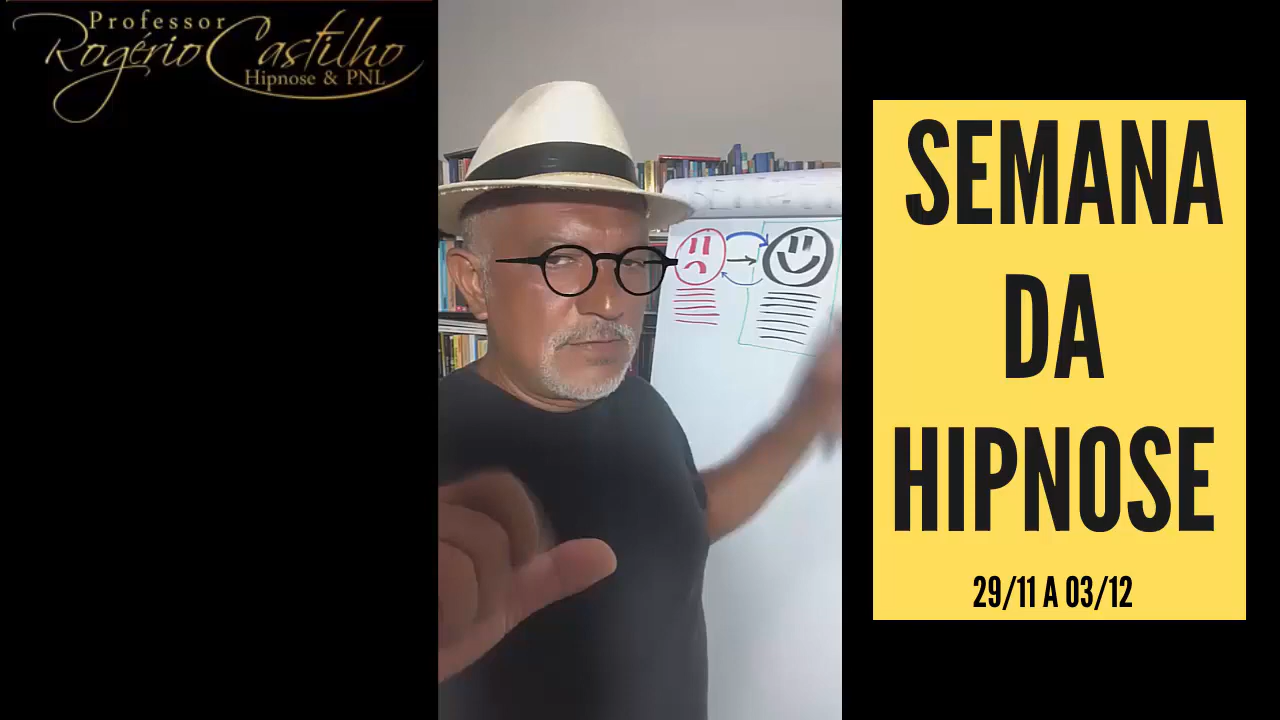 Professor
Rogério Castilho
Hipnose & PNL
SEMANA
DA
HIPNOSE
29/11 A 03/12